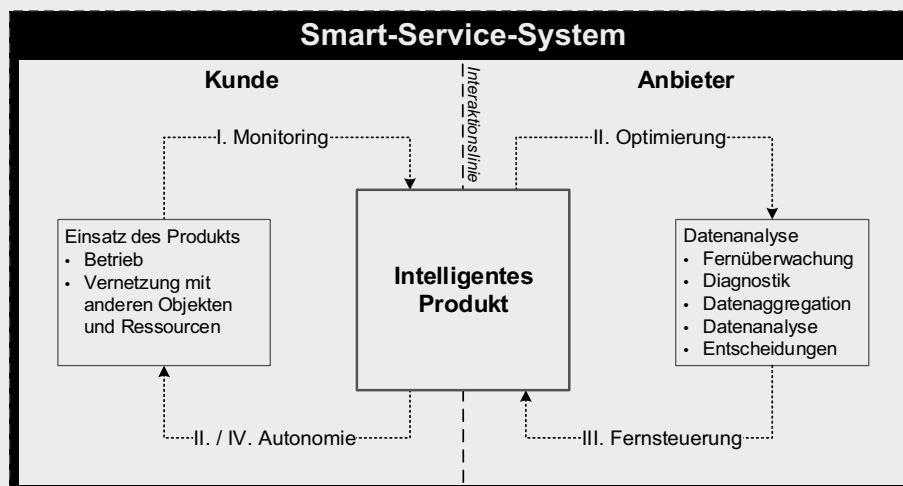 Smart-Service-System
Kunde
Interaktionslinie
Anbieter
I. Monitoring
II. Optimierung
Einsatz des Produkts
• Betrieb
• Vernetzung mit
anderen Objekten
und Ressourcen
Intelligentes
Produkt
Datenanalyse
• Fernüberwachung
• Diagnostik
• Datenaggregation
• Datenanalyse
• Entscheidungen
II. / IV. Autonomie
III. Fernsteuerung